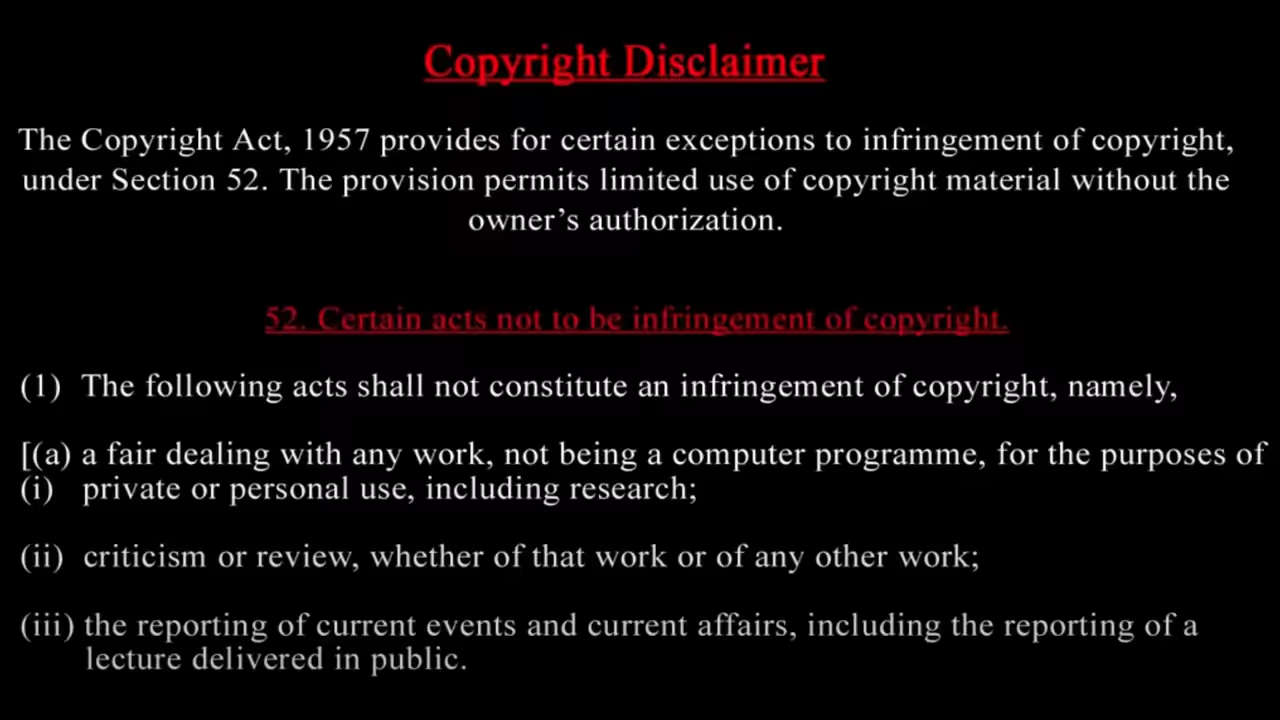 Copyright Disclaimer
The Copyright Act, 1957 provides for certain exceptions to infringement of copyright,
under Section 52. The provision permits limited use of copyright material without the
owner’s authorization.
52. Certain acts not to be infringement of copyright.
(1) The following acts shall not constitute an infringement of copyright, namely,
[(a) a fair dealing with any work, not being a computer programme, for the purposes of
(i) private or personal use, including research;
(ii) criticism or review, whether of that work or of any other work;
(iii) the reporting of current events and current affairs, including the reporting of a
lecture delivered in public.